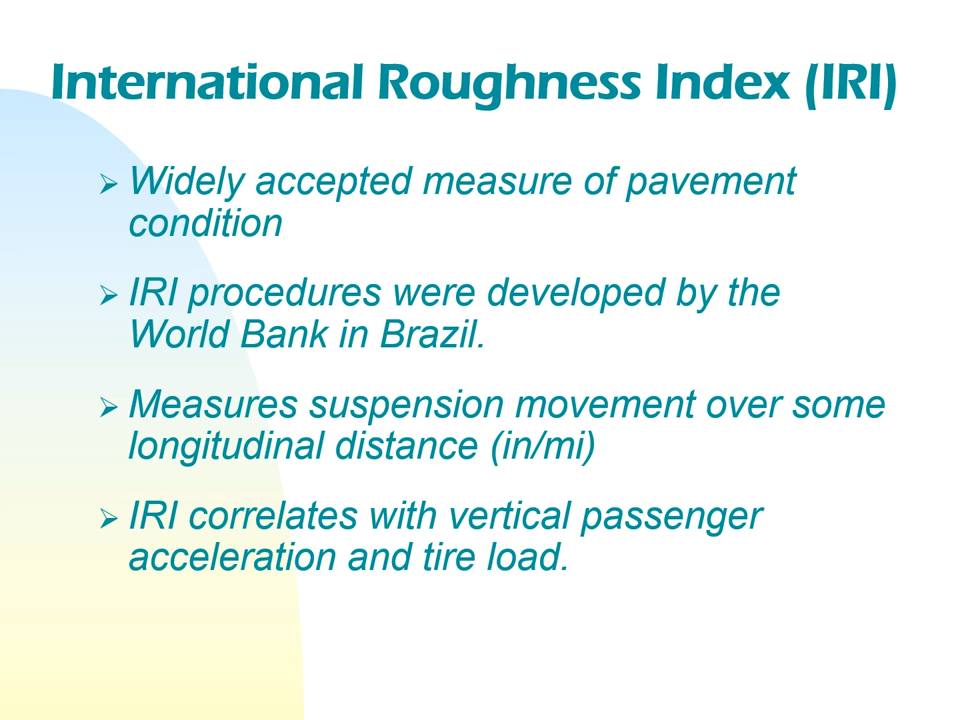 International Roughness Index (IRI)
➢ Widely accepted measure of pavement
condition
➢ IRI procedures were developed by the
World Bank in Brazil.
➢ Measures suspension movement over some
longitudinal distance (in/mi)
➢ IRI correlates with vertical passenger
acceleration and tire load.